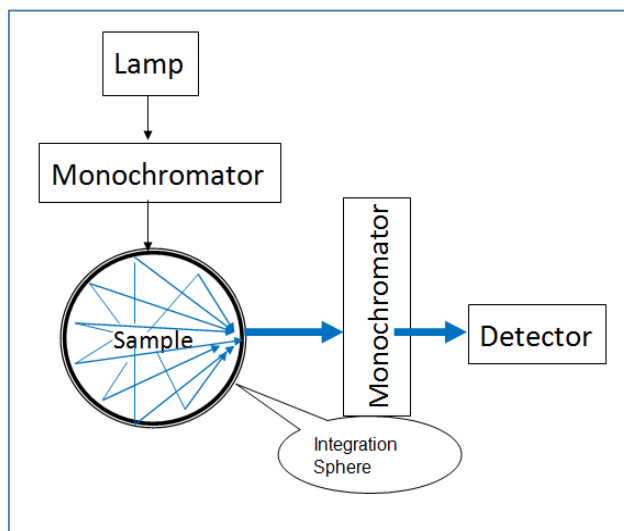 Lamp
Monochromator
Monochromator
Sample
Detector
Integration
Sphere